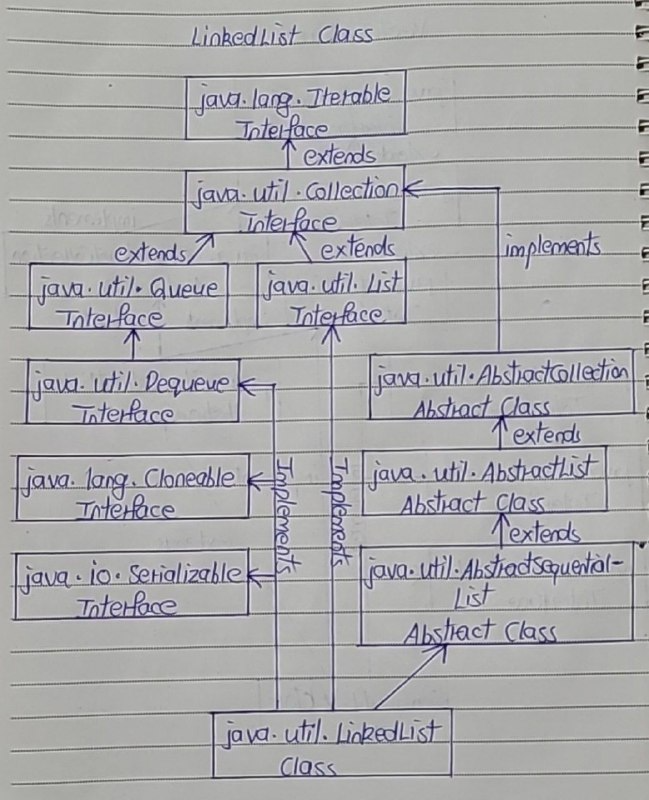 LinkedList Class
java.lang.Iterable
Interface
extends
java.util.Collection
Interface
extends
extends
implements
java.util.Queue
Interface
java.util.List
Interface
java.util.Dequeue
Interface
java.util.AbstractCollection
Abstract Class
extends
java.lang.Cloneable
Interface
Implements
Implements
java.util.AbstractList
Abstract Class
extends
java.io.Serializable
Interface
java.util.Abstractsequential-
List
Abstract Class
java.util.LinkedList
Class